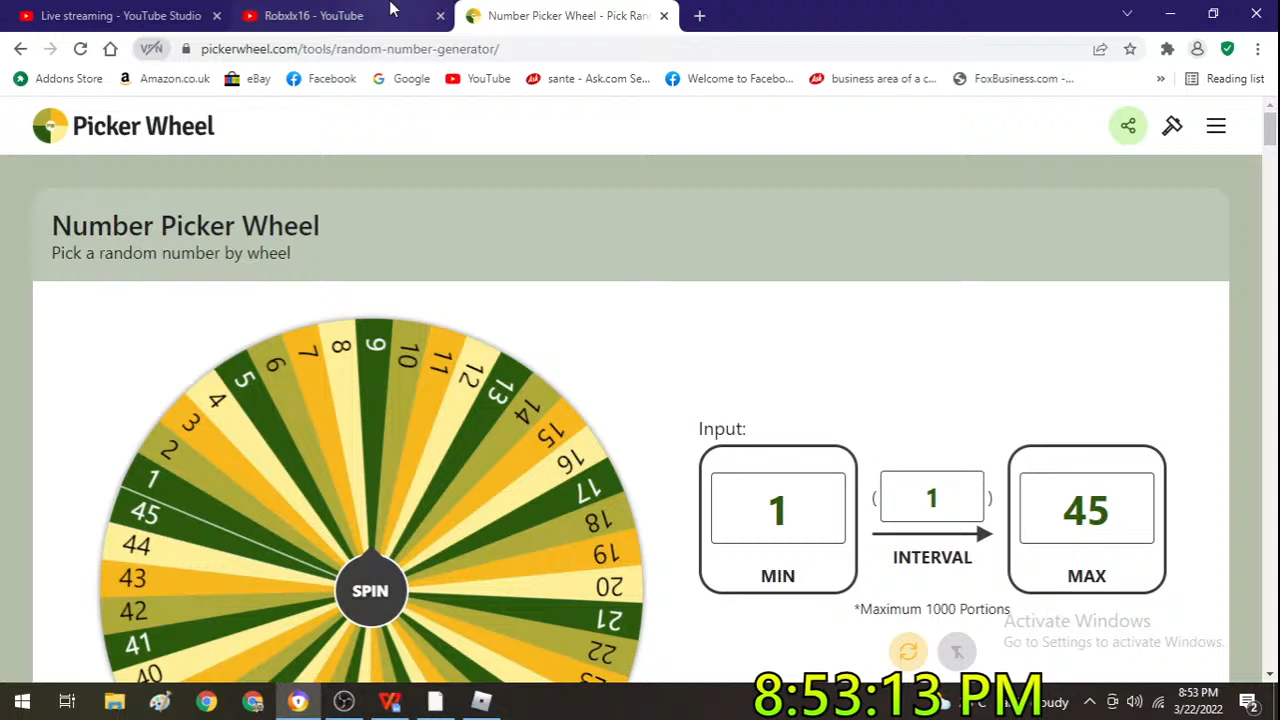 Live streaming - YouTube Studio
Robxlx16 - YouTube
Number Picker Wheel - Pick Ran
VPN
pickerwheel.com/tools/random-number-generator/
Addons Store
Amazon.co.uk
eBay
Facebook
Google
YouTube
sante - Ask.com Se...
Welcome to Facebo...
business area of a c...
FoxBusiness.com -...
»
Reading list
Picker Wheel
Number Picker Wheel
Pick a random number by wheel
1
2
3
4
5
6
7
8
9
10
11
12
13
14
15
16
17
18
19
20
21
22
23
40
41
42
43
44
45
SPIN
Input:
1
MIN
( 1 )
INTERVAL
45
MAX
*Maximum 1000 Portions
Activate Windows
Go to Settings to activate Windows.
8:53:13 PM
oudy
8:53 PM
3/22/2022
2